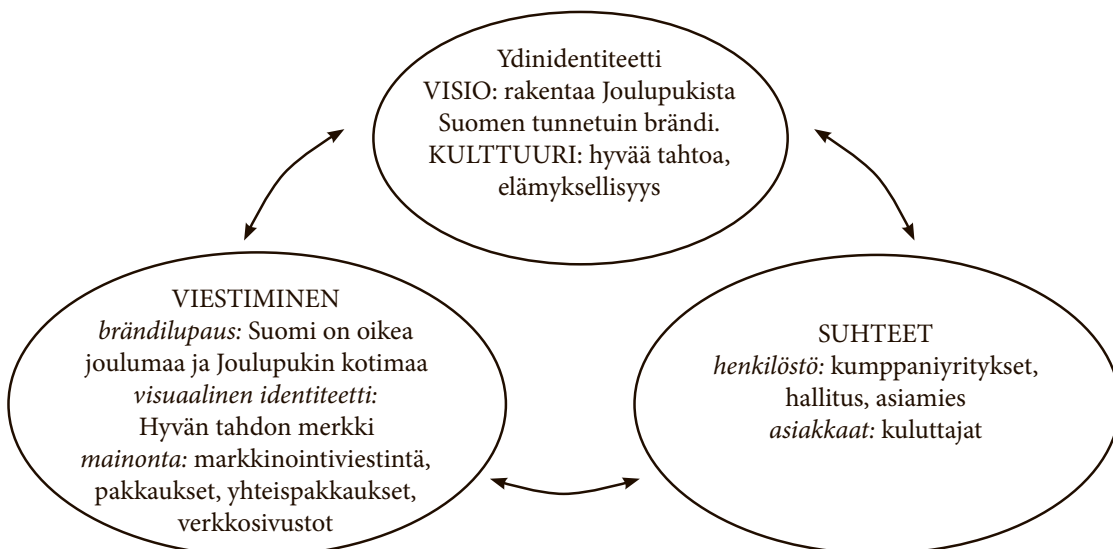 Ydinidentiteetti
VISIO: rakentaa Joulupukista
Suomen tunnetuin brändi.
KULTTUURI: hyvää tahtoa,
elämyksellisyys
VIESTIMINEN
brändilupaus: Suomi on oikea
joulumaa ja Joulupukin kotimaa
visuaalinen identiteetti:
Hyvän tahdon merkki
mainonta: markkinointiviestintä,
pakkaukset, yhteispakkaukset,
verkkosivustot
SUHTEET
henkilöstö: kumppaniyritykset,
hallitus, asiamies
asiakkaat: kuluttajat